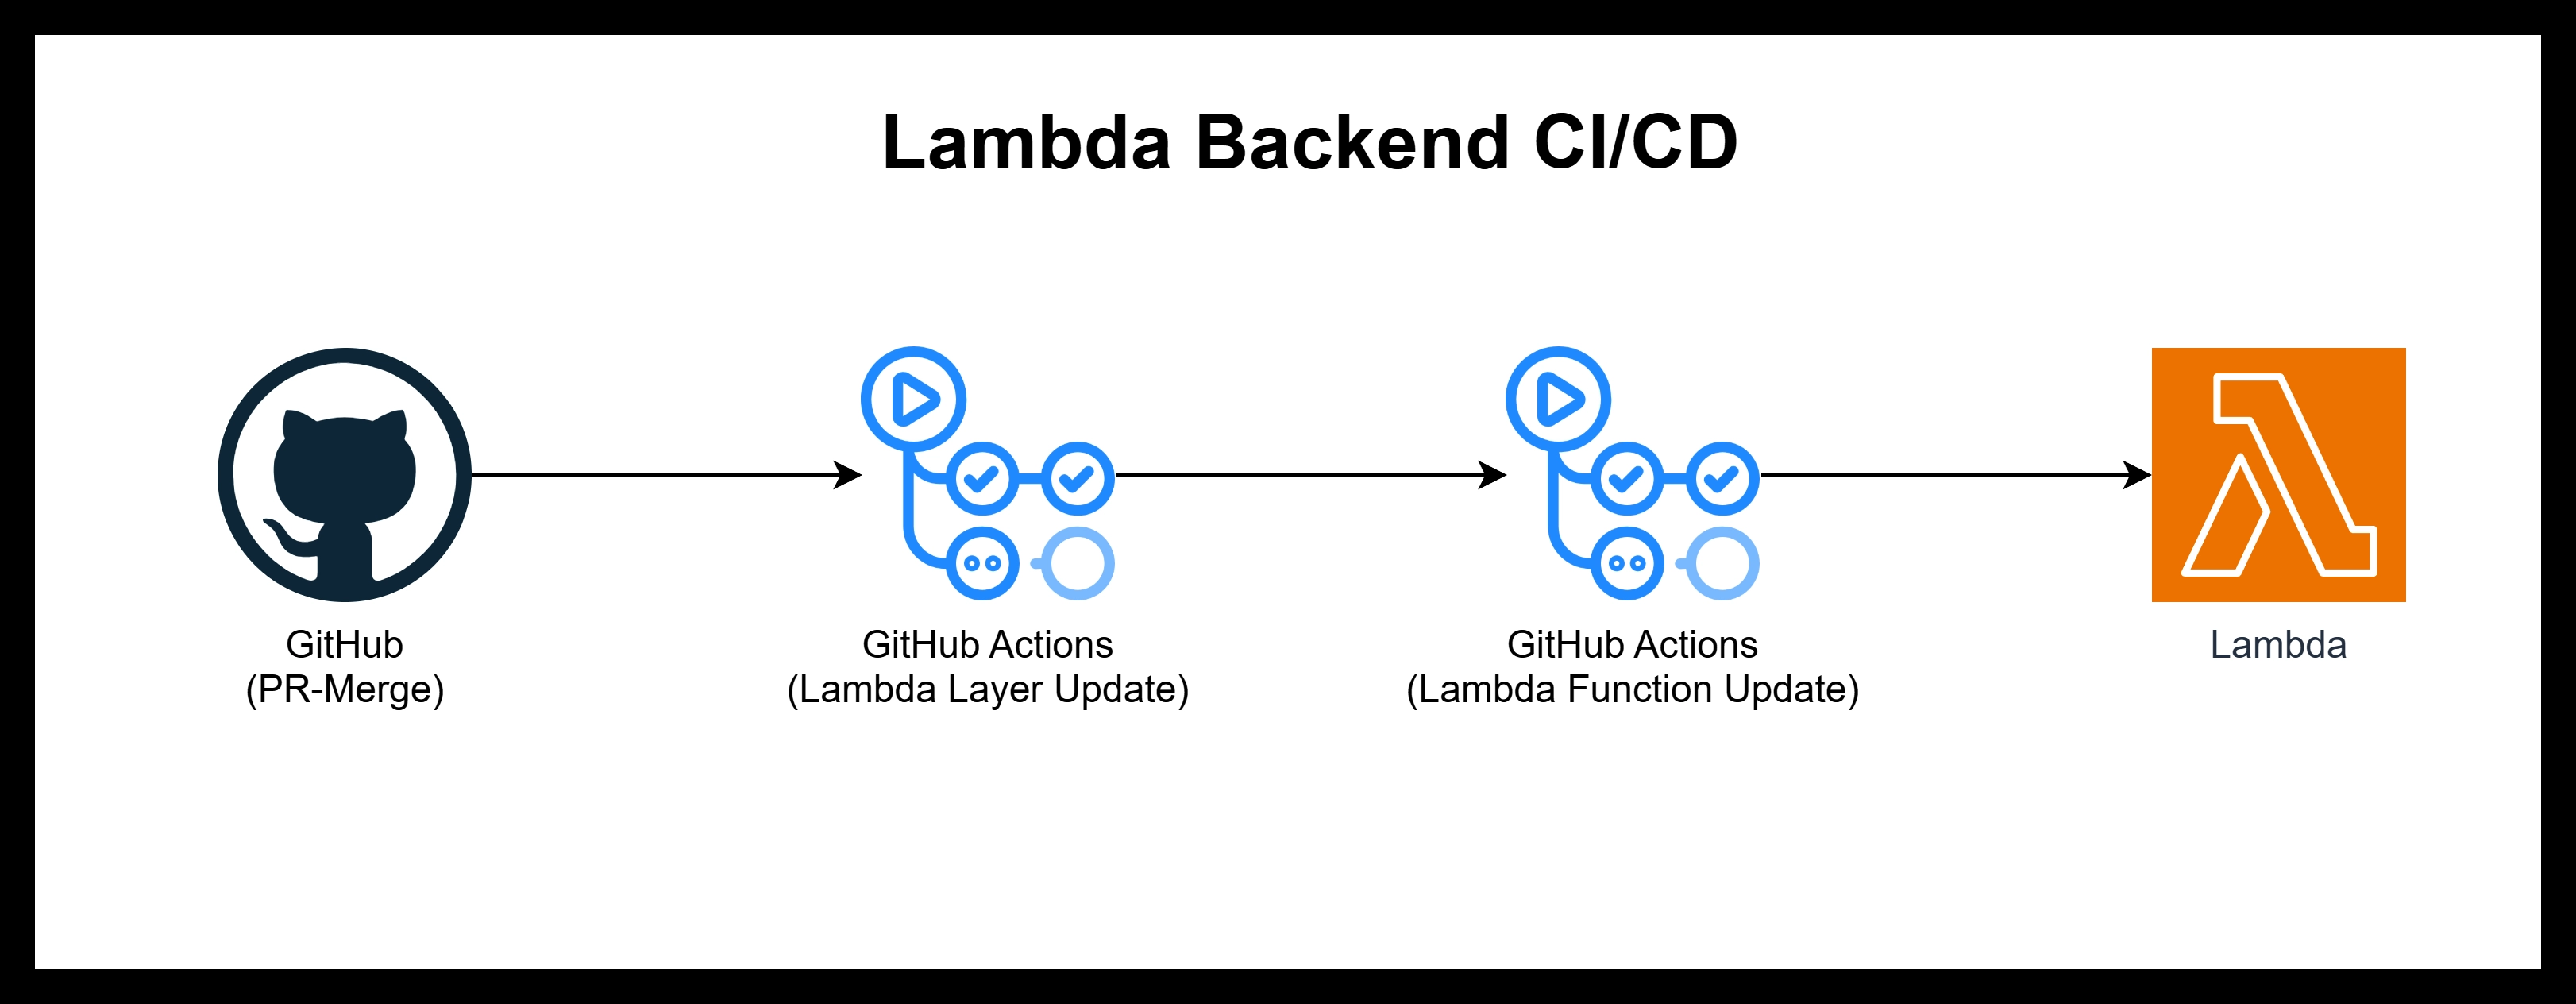 Lambda Backend CI/CD
GitHub
(PR-Merge)
GitHub Actions
(Lambda Layer Update)
GitHub Actions
(Lambda Function Update)
Lambda